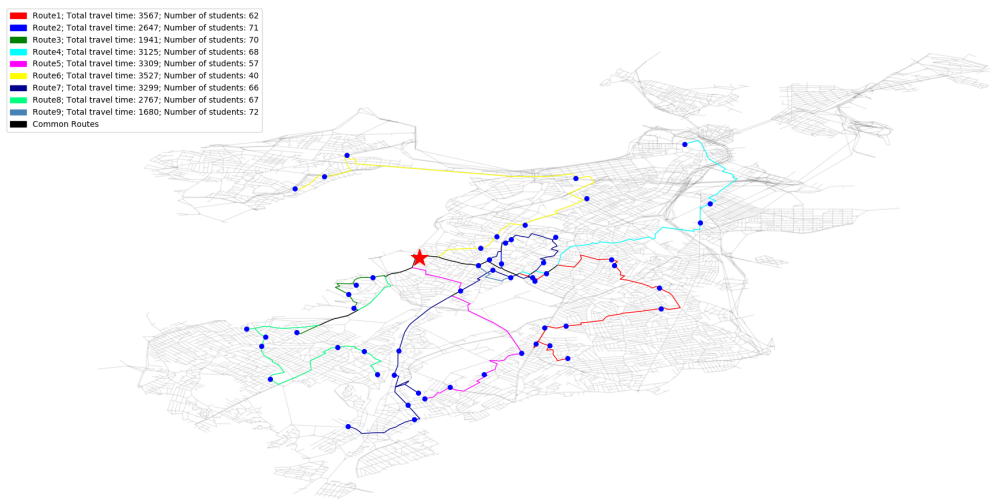 Route1; Total travel time: 3567; Number of students: 62
Route2; Total travel time: 2647; Number of students: 71
Route3; Total travel time: 1941; Number of students: 70
Route4; Total travel time: 3125; Number of students: 68
Route5; Total travel time: 3309; Number of students: 57
Route6; Total travel time: 3527; Number of students: 40
Route7; Total travel time: 3299; Number of students: 66
Route8; Total travel time: 2767; Number of students: 67
Route9; Total travel time: 1680; Number of students: 72
Common Routes